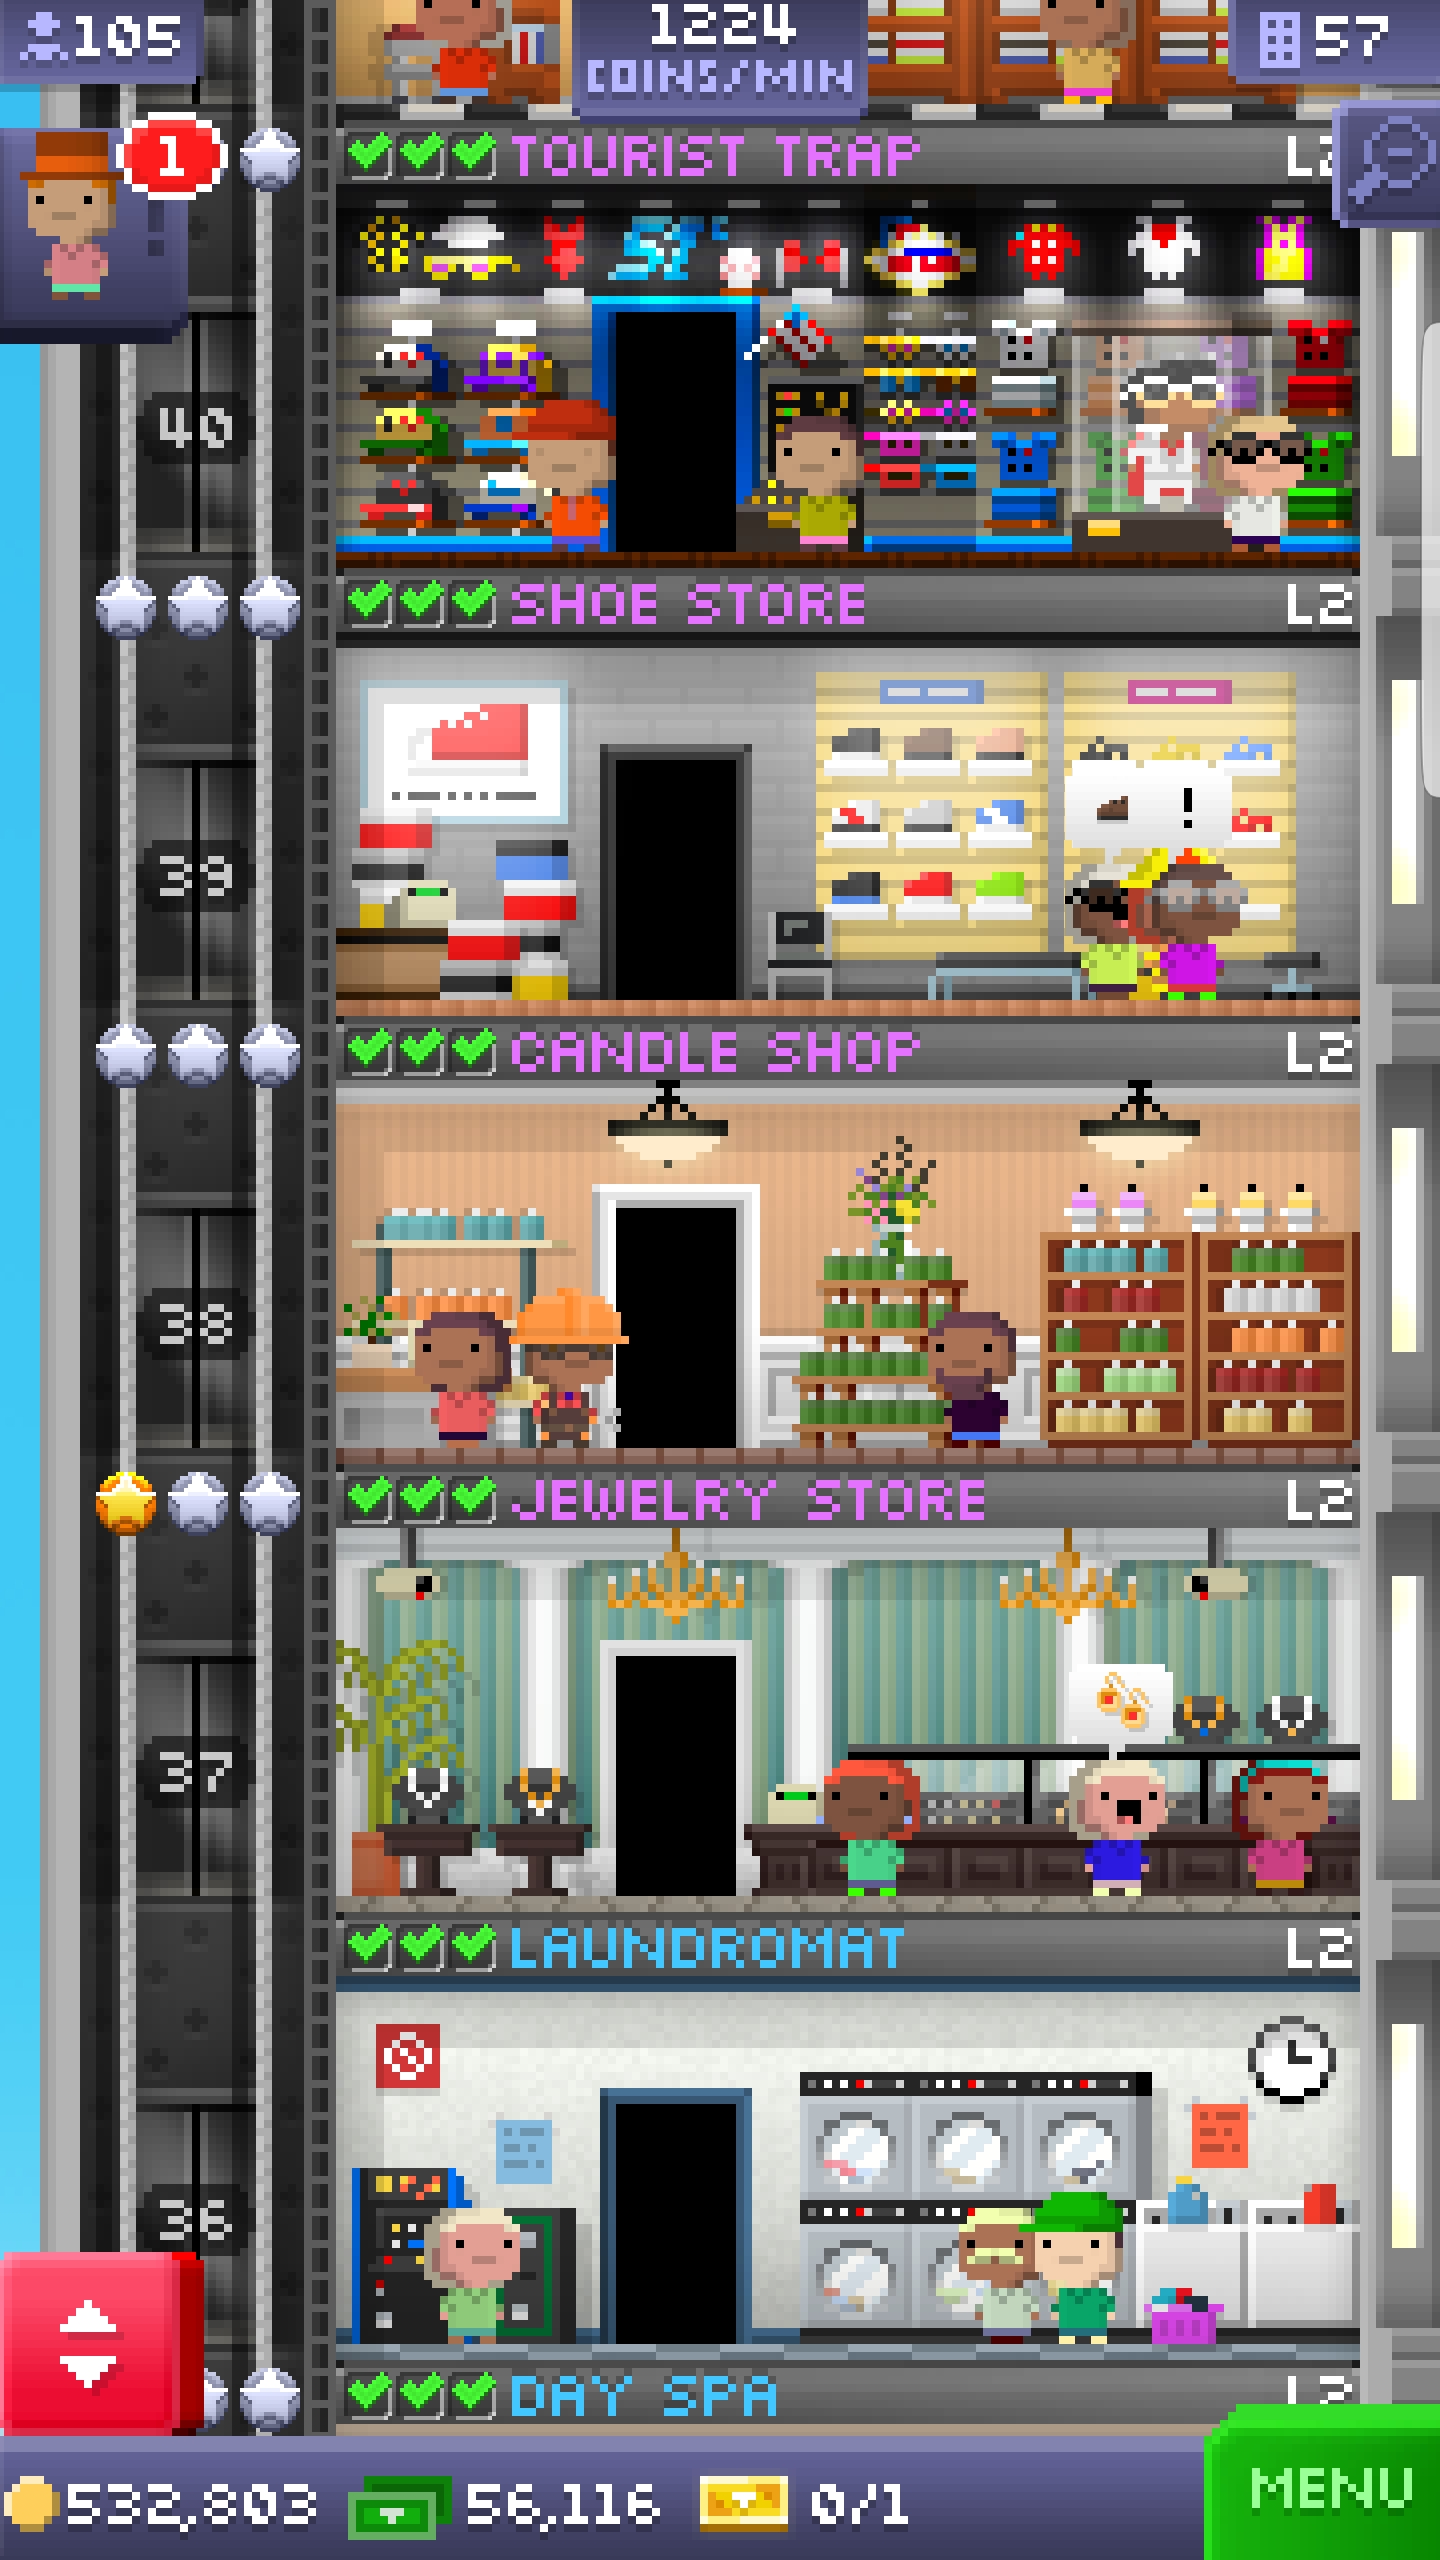 105
1224
COINS/MIN
57
1
TOURIST TRAP
40
SHOE STORE L2
!
39
CANDLE SHOP L2
38
JEWELRY STORE L2
37
LAUNDROMAT L2
36
DAY SPA L2
532,803 56,116 0/1
MENU